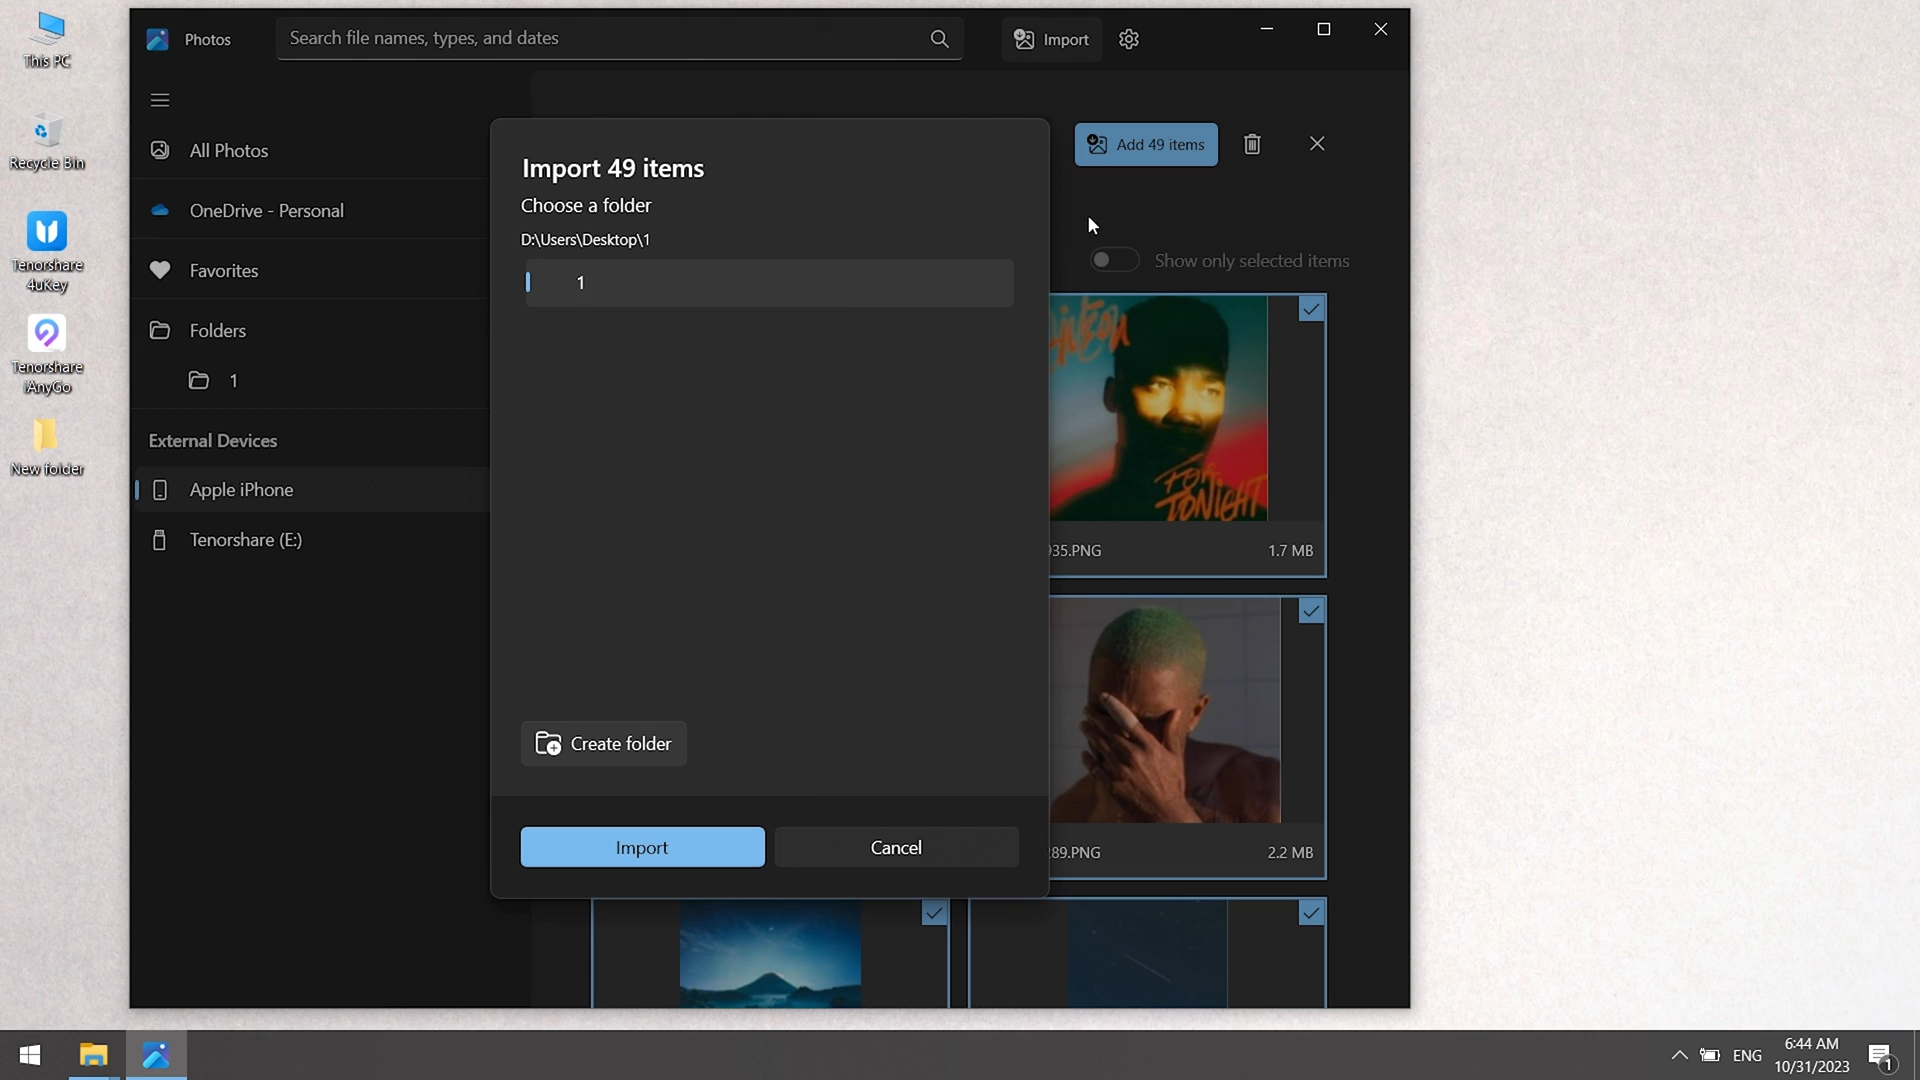 This PC
Recycle Bin
Tenorshare
4uKey
Tenorshare
iAnyGo
New folder
Photos
Search file names, types, and dates
Import
All Photos
OneDrive - Personal
Favorites
Folders
1
External Devices
Apple iPhone
Tenorshare (E:)
Import 49 items
Choose a folder
D:\Users\Desktop\1
1
Create folder
Import
Cancel
Add 49 items
Show only selected items
FOR
TONIGHT
35.PNG
1.7 MB
89.PNG
2.2 MB
ENG
6:44 AM
10/31/2023
1